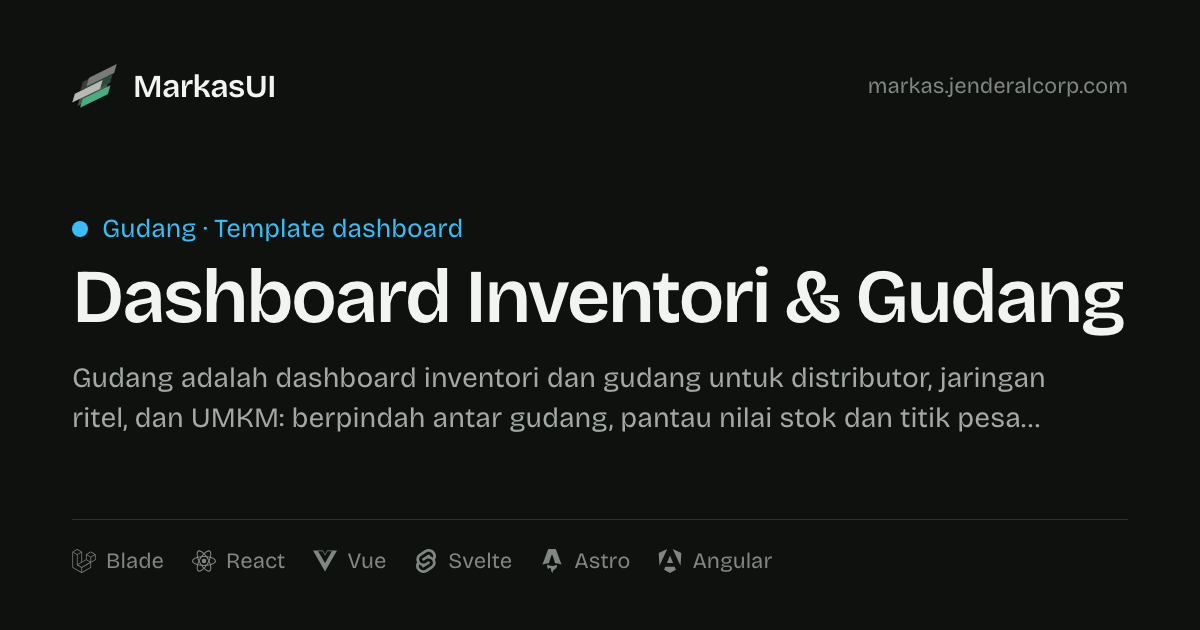 MarkasUI
markas.jenderalcorp.com
Gudang · Template dashboard
Dashboard Inventori & Gudang
Gudang adalah dashboard inventori dan gudang untuk distributor, jaringan
ritel, dan UMKM: berpindah antar gudang, pantau nilai stok dan titik pesa...
Blade React Vue Svelte Astro Angular